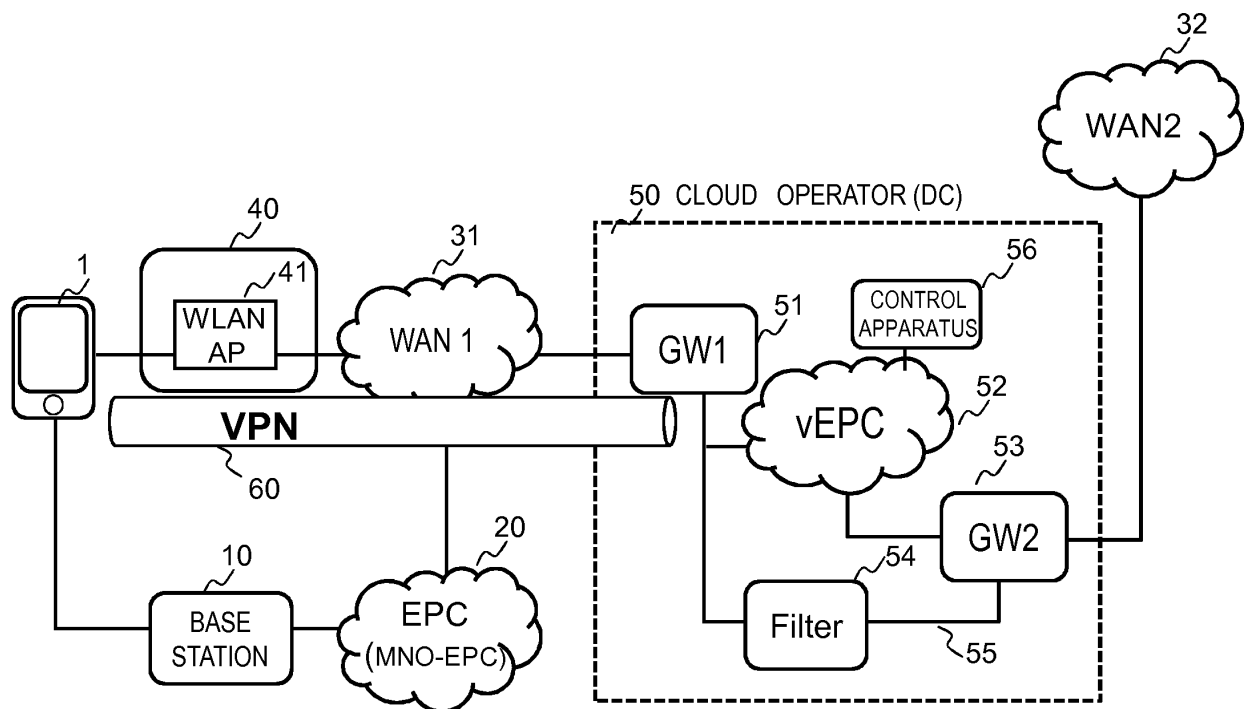 32
WAN2
50 CLOUD OPERATOR (DC)
40
31
1
41
56
WLAN
AP
WAN 1
51
GW1
CONTROL
APPARATUS
52
vEPC
VPN
60
53
GW2
20
10
54
BASE
STATION
EPC
(MNO-EPC)
Filter
55